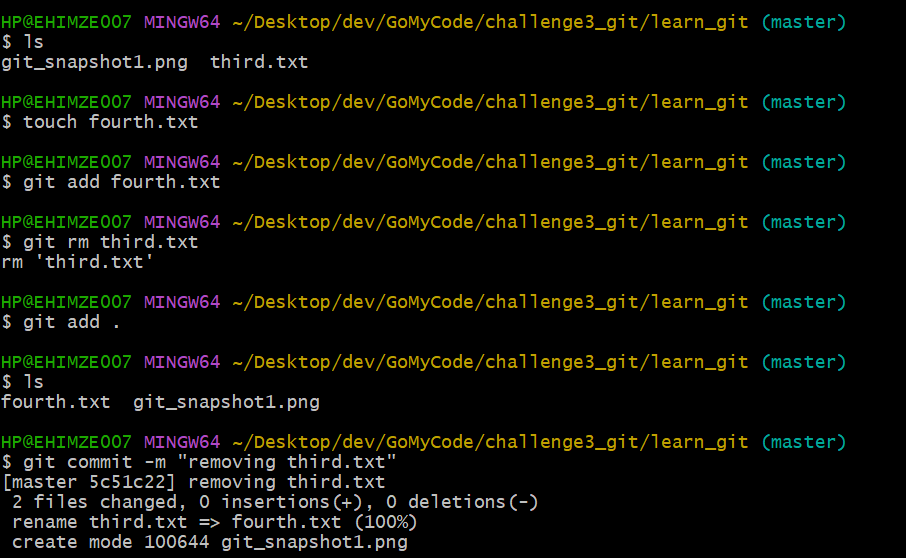 HP@EHIMZE007 MINGW64 ~/Desktop/dev/GoMyCode/challenge3_git/learn_git (master)
$ ls
git_snapshot1.png  third.txt
HP@EHIMZE007 MINGW64 ~/Desktop/dev/GoMyCode/challenge3_git/learn_git (master)
$ touch fourth.txt
HP@EHIMZE007 MINGW64 ~/Desktop/dev/GoMyCode/challenge3_git/learn_git (master)
$ git add fourth.txt
HP@EHIMZE007 MINGW64 ~/Desktop/dev/GoMyCode/challenge3_git/learn_git (master)
$ git rm third.txt
rm 'third.txt'
HP@EHIMZE007 MINGW64 ~/Desktop/dev/GoMyCode/challenge3_git/learn_git (master)
$ git add .
HP@EHIMZE007 MINGW64 ~/Desktop/dev/GoMyCode/challenge3_git/learn_git (master)
$ ls
fourth.txt  git_snapshot1.png
HP@EHIMZE007 MINGW64 ~/Desktop/dev/GoMyCode/challenge3_git/learn_git (master)
$ git commit -m "removing third.txt"
[master 5c51c22] removing third.txt
 2 files changed, 0 insertions(+), 0 deletions(-)
 rename third.txt => fourth.txt (100%)
 create mode 100644 git_snapshot1.png